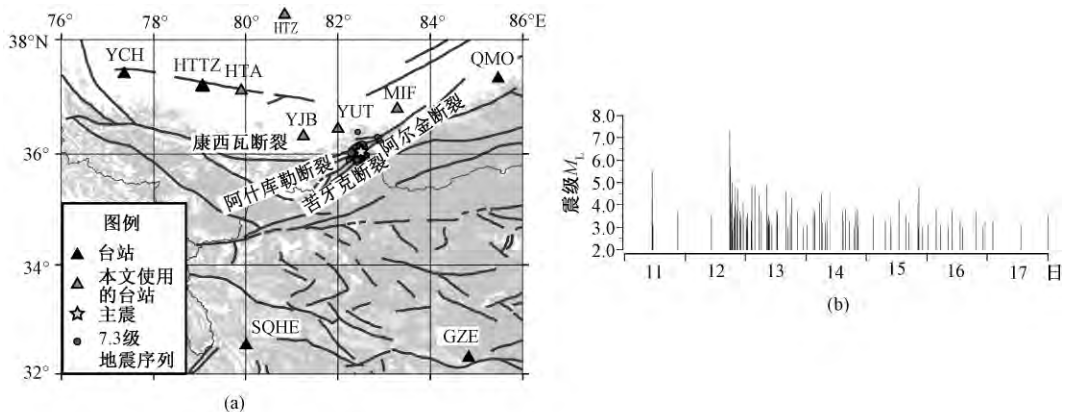 76° 78° 80° 82° 84° 86°E
HTZ
38°N
YCH
HTTZ
HTA
QMO
MIF
YUT
YJB
康西瓦断裂
阿尔金断裂
36°
阿什库勒断裂
苦牙克断裂
图例
台站
本文使用
的台站
主震
7.3级
地震序列
34°
SQHE
GZE
32°
(a)
震级M_L
8.0
7.0
6.0
5.0
4.0
3.0
2.0
11 12 13 14 15 16 17 日
(b)